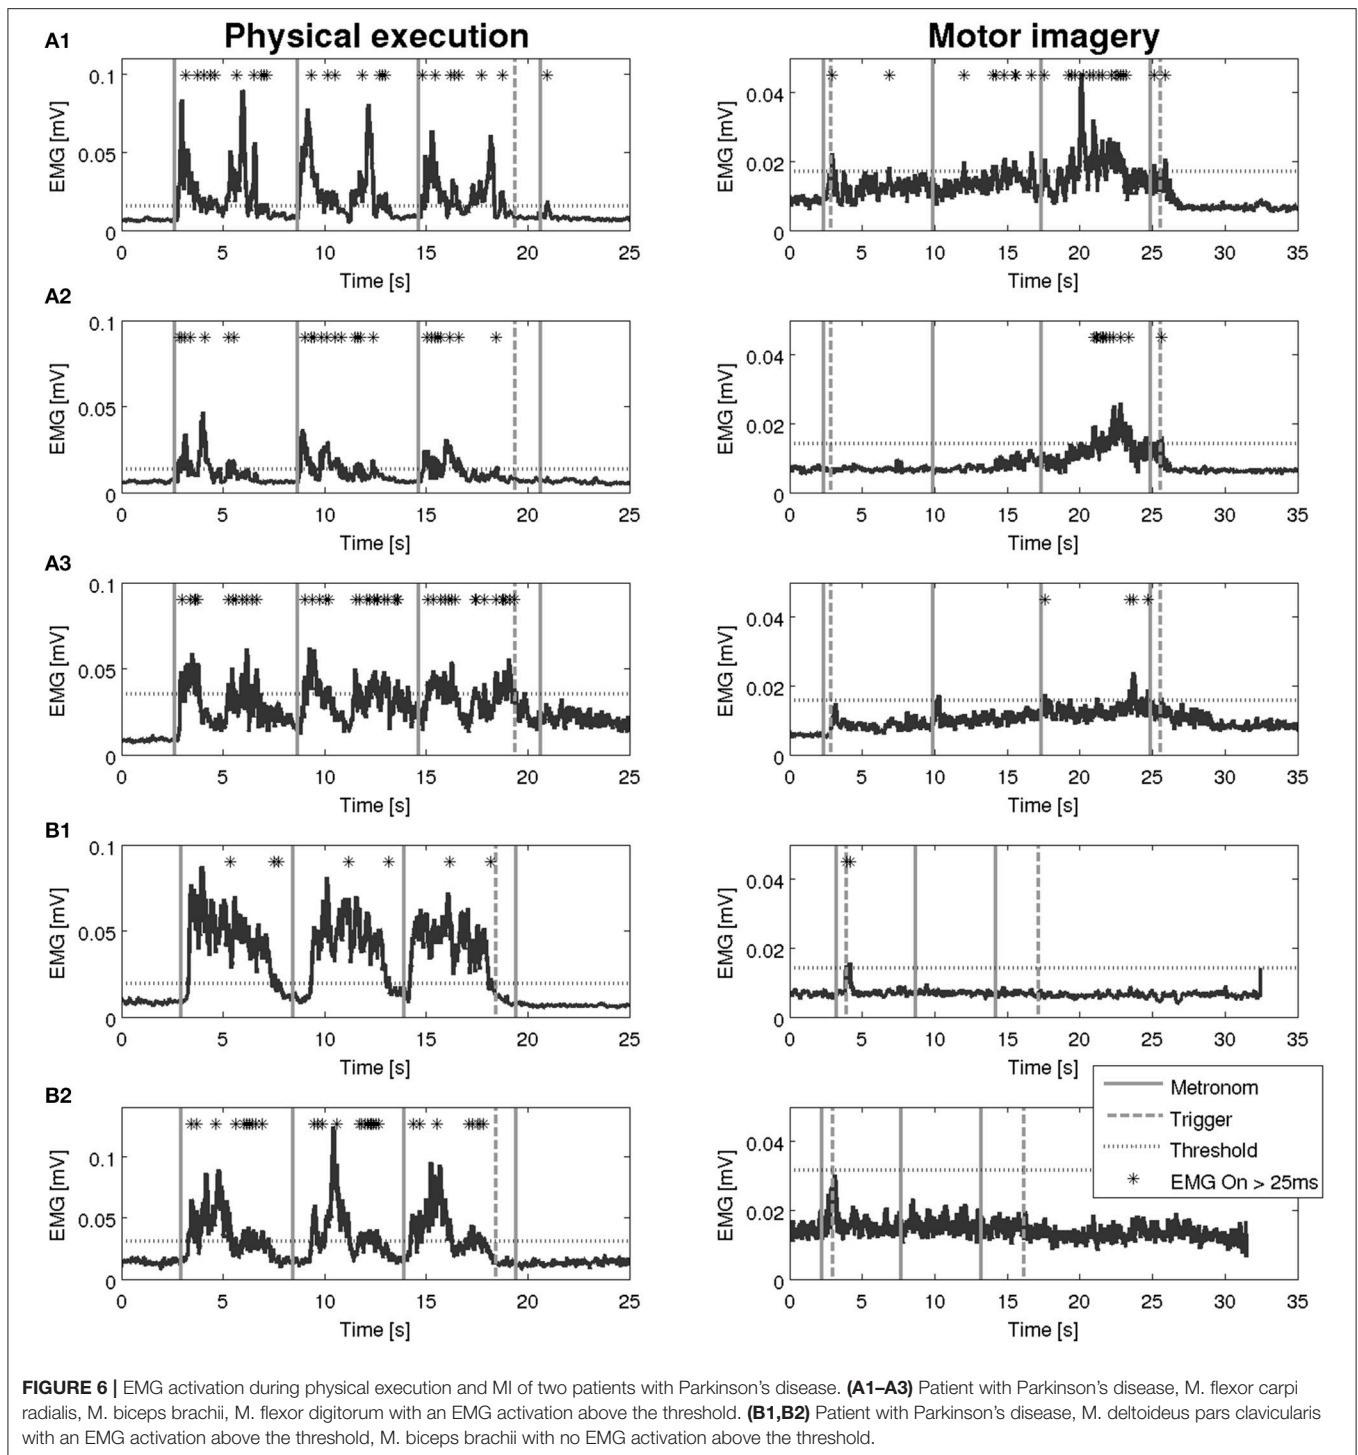 Physical execution
Motor imagery
A1
EMG [mV]
0.1
0.05
0
0 5 10 15 20 25
Time [s]
EMG [mV]
0.04
0.02
0
0 5 10 15 20 25 30 35
Time [s]
A2
EMG [mV]
0.1
0.05
0
0 5 10 15 20 25
Time [s]
EMG [mV]
0.04
0.02
0
0 5 10 15 20 25 30 35
Time [s]
A3
EMG [mV]
0.1
0.05
0
0 5 10 15 20 25
Time [s]
EMG [mV]
0.04
0.02
0
0 5 10 15 20 25 30 35
Time [s]
B1
EMG [mV]
0.1
0.05
0
0 5 10 15 20 25
Time [s]
EMG [mV]
0.04
0.02
0
0 5 10 15 20 25 30 35
Time [s]
B2
EMG [mV]
0.1
0.05
0
0 5 10 15 20 25
Time [s]
EMG [mV]
0.04
0.02
0
0 5 10 15 20 25 30 35
Time [s]
Metronom
Trigger
Threshold
EMG On > 25ms
FIGURE 6 | EMG activation during physical execution and MI of two patients with Parkinson's disease. (A1–A3) Patient with Parkinson's disease, M. flexor carpi
radialis, M. biceps brachii, M. flexor digitorum with an EMG activation above the threshold. (B1,B2) Patient with Parkinson's disease, M. deltoideus pars clavicularis
with an EMG activation above the threshold, M. biceps brachii with no EMG activation above the threshold.